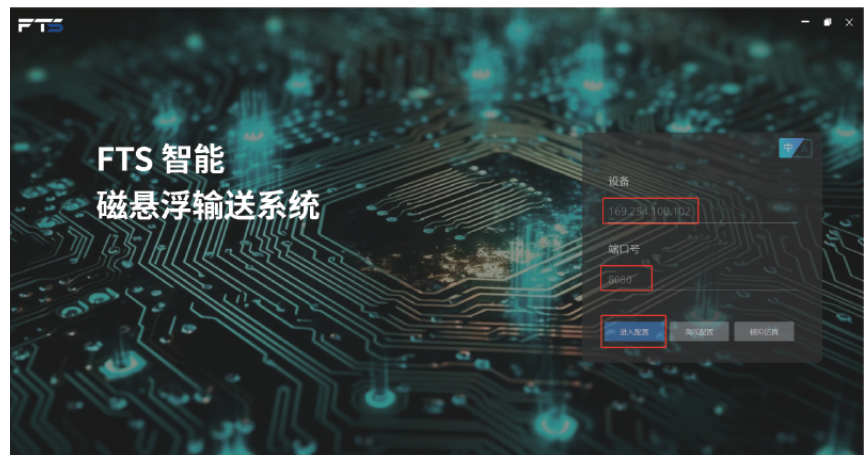 FTS
中
FTS 智能
磁悬浮输送系统
设备
169.254.100.102
端口号
8080
进入配置
离线配置
模拟仿真